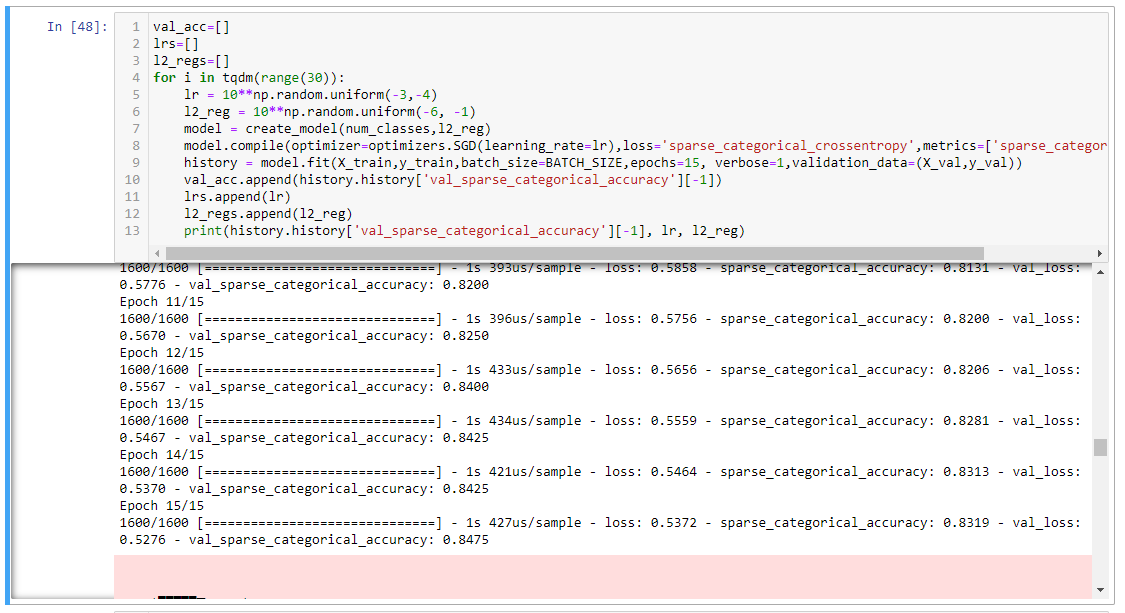 In [48]:
1 val_acc=[]
2 lrs=[]
3 l2_regs=[]
4 for i in tqdm(range(30)):
5     lr = 10**np.random.uniform(-3,-4)
6     l2_reg = 10**np.random.uniform(-6, -1)
7     model = create_model(num_classes,l2_reg)
8     model.compile(optimizer=optimizers.SGD(learning_rate=lr),loss='sparse_categorical_crossentropy',metrics=['sparse_categor
9     history = model.fit(X_train,y_train,batch_size=BATCH_SIZE,epochs=15, verbose=1,validation_data=(X_val,y_val))
10     val_acc.append(history.history['val_sparse_categorical_accuracy'][-1])
11     lrs.append(lr)
12     l2_regs.append(l2_reg)
13     print(history.history['val_sparse_categorical_accuracy'][-1], lr, l2_reg)
1600/1600 [==============================] - 1s 393us/sample - loss: 0.5858 - sparse_categorical_accuracy: 0.8131 - val_loss:
0.5776 - val_sparse_categorical_accuracy: 0.8200
Epoch 11/15
1600/1600 [==============================] - 1s 396us/sample - loss: 0.5756 - sparse_categorical_accuracy: 0.8200 - val_loss:
0.5670 - val_sparse_categorical_accuracy: 0.8250
Epoch 12/15
1600/1600 [==============================] - 1s 433us/sample - loss: 0.5656 - sparse_categorical_accuracy: 0.8206 - val_loss:
0.5567 - val_sparse_categorical_accuracy: 0.8400
Epoch 13/15
1600/1600 [==============================] - 1s 434us/sample - loss: 0.5559 - sparse_categorical_accuracy: 0.8281 - val_loss:
0.5467 - val_sparse_categorical_accuracy: 0.8425
Epoch 14/15
1600/1600 [==============================] - 1s 421us/sample - loss: 0.5464 - sparse_categorical_accuracy: 0.8313 - val_loss:
0.5370 - val_sparse_categorical_accuracy: 0.8425
Epoch 15/15
1600/1600 [==============================] - 1s 427us/sample - loss: 0.5372 - sparse_categorical_accuracy: 0.8319 - val_loss:
0.5276 - val_sparse_categorical_accuracy: 0.8475